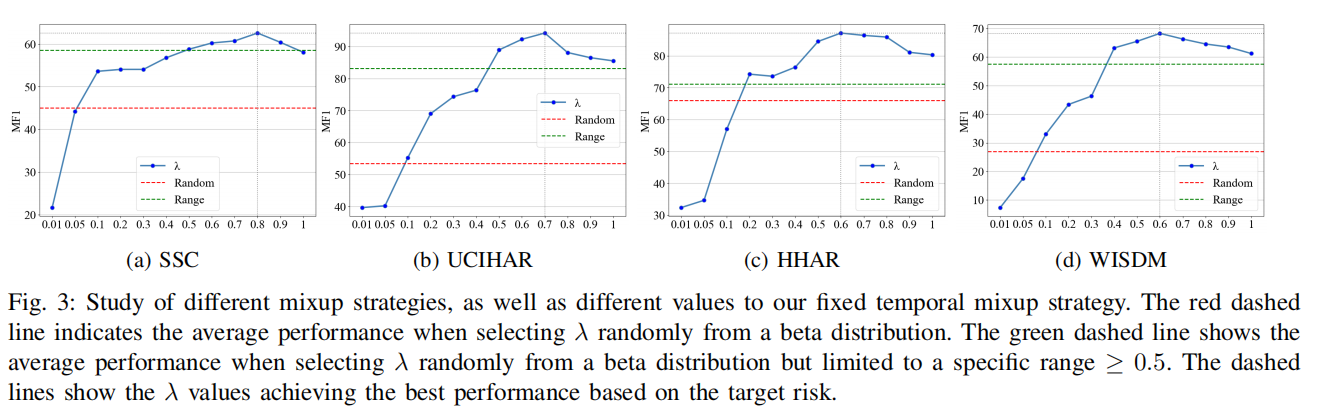 60
50
40
30
20
MF1
0.01 0.05 0.1 0.2 0.3 0.4 0.5 0.6 0.7 0.8 0.9 1
λ
Random
Range
(a) SSC
90
80
70
60
50
40
MF1
0.01 0.05 0.1 0.2 0.3 0.4 0.5 0.6 0.7 0.8 0.9 1
λ
Random
Range
(b) UCIHAR
80
70
60
50
40
30
MF1
0.01 0.05 0.1 0.2 0.3 0.4 0.5 0.6 0.7 0.8 0.9 1
λ
Random
Range
(c) HHAR
70
60
50
40
30
20
10
MF1
0.01 0.05 0.1 0.2 0.3 0.4 0.5 0.6 0.7 0.8 0.9 1
λ
Random
Range
(d) WISDM
Fig. 3: Study of different mixup strategies, as well as different values to our fixed temporal mixup strategy. The red dashed
line indicates the average performance when selecting λ randomly from a beta distribution. The green dashed line shows the
average performance when selecting λ randomly from a beta distribution but limited to a specific range ≥ 0.5. The dashed
lines show the λ values achieving the best performance based on the target risk.